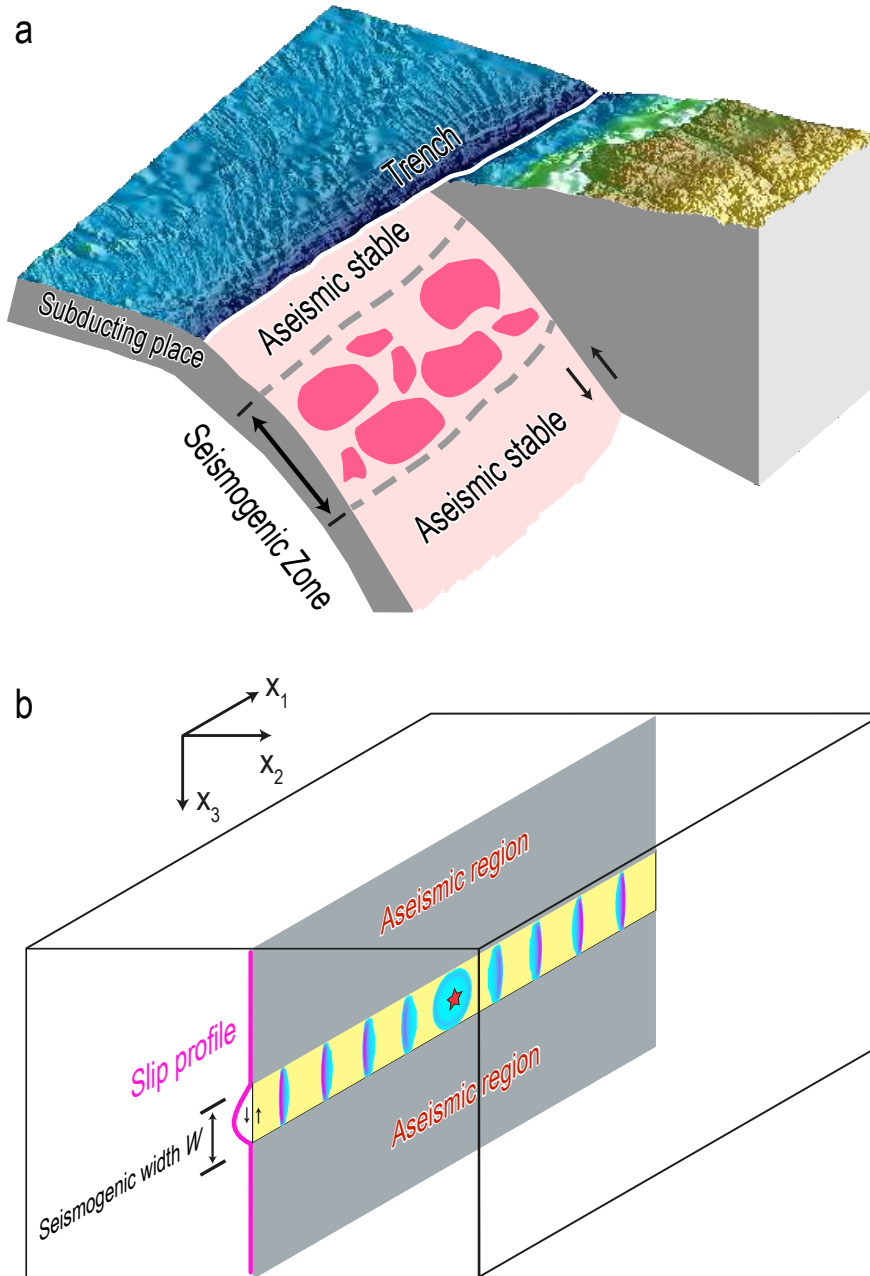 a
Trench
Aseismic stable
Subducting place
Seismogenic Zone
Aseismic stable
b
x1
x2
x3
Aseismic region
Slip profile
Aseismic region
Seismogenic width W